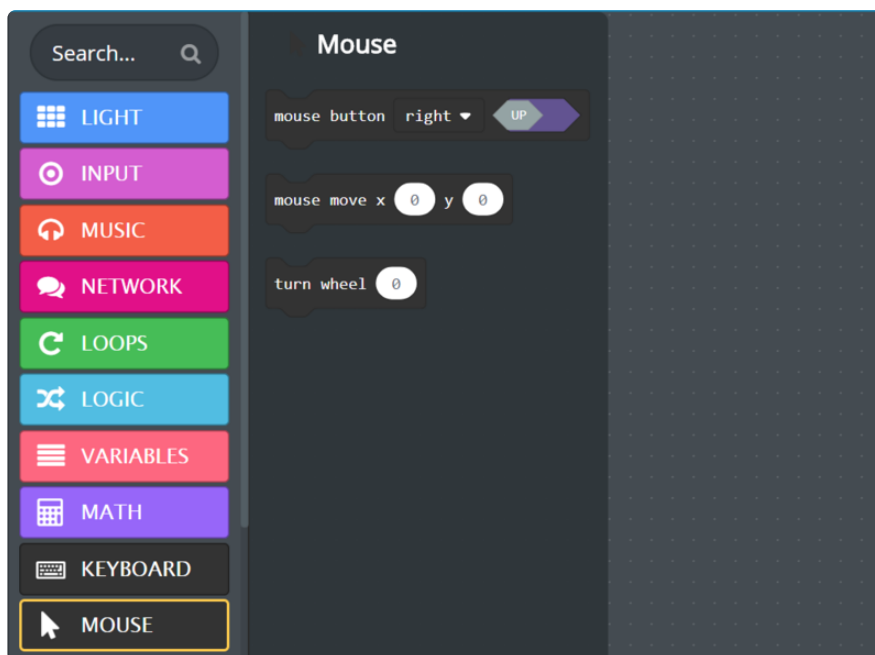 Search...
LIGHT
INPUT
MUSIC
NETWORK
LOOPS
LOGIC
VARIABLES
MATH
KEYBOARD
MOUSE
Mouse
mouse button right UP
mouse move x 0 y 0
turn wheel 0